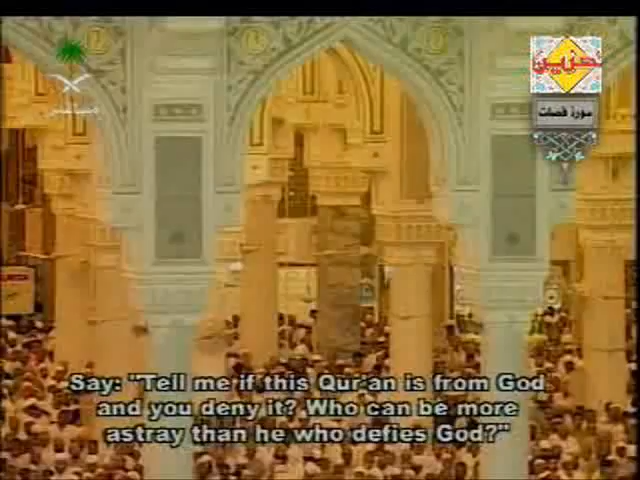 حزين
سورة فصلت
Say: "Tell me if this Qur'an is from God
and you deny it? Who can be more
astray than he who defies God?"